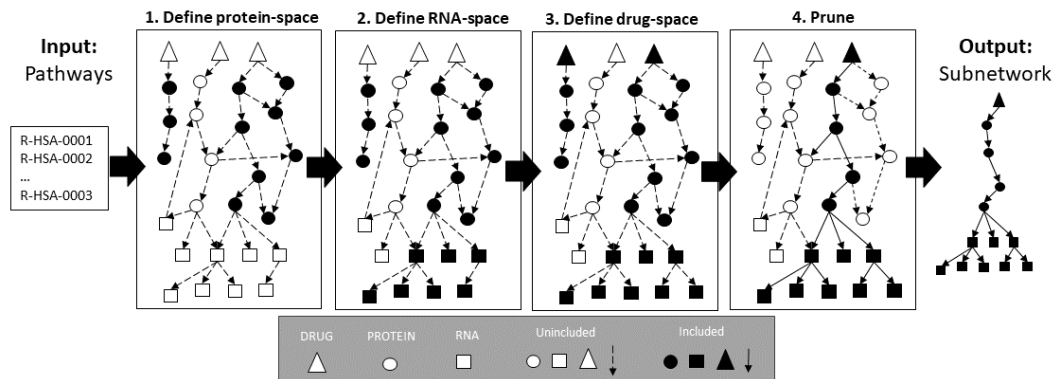 1. Define protein-space
2. Define RNA-space
3. Define drug-space
4. Prune
Input:
Pathways
R-HSA-0001
R-HSA-0002
...
R-HSA-0003
Output:
Subnetwork
DRUG
PROTEIN
RNA
Unincluded
Included